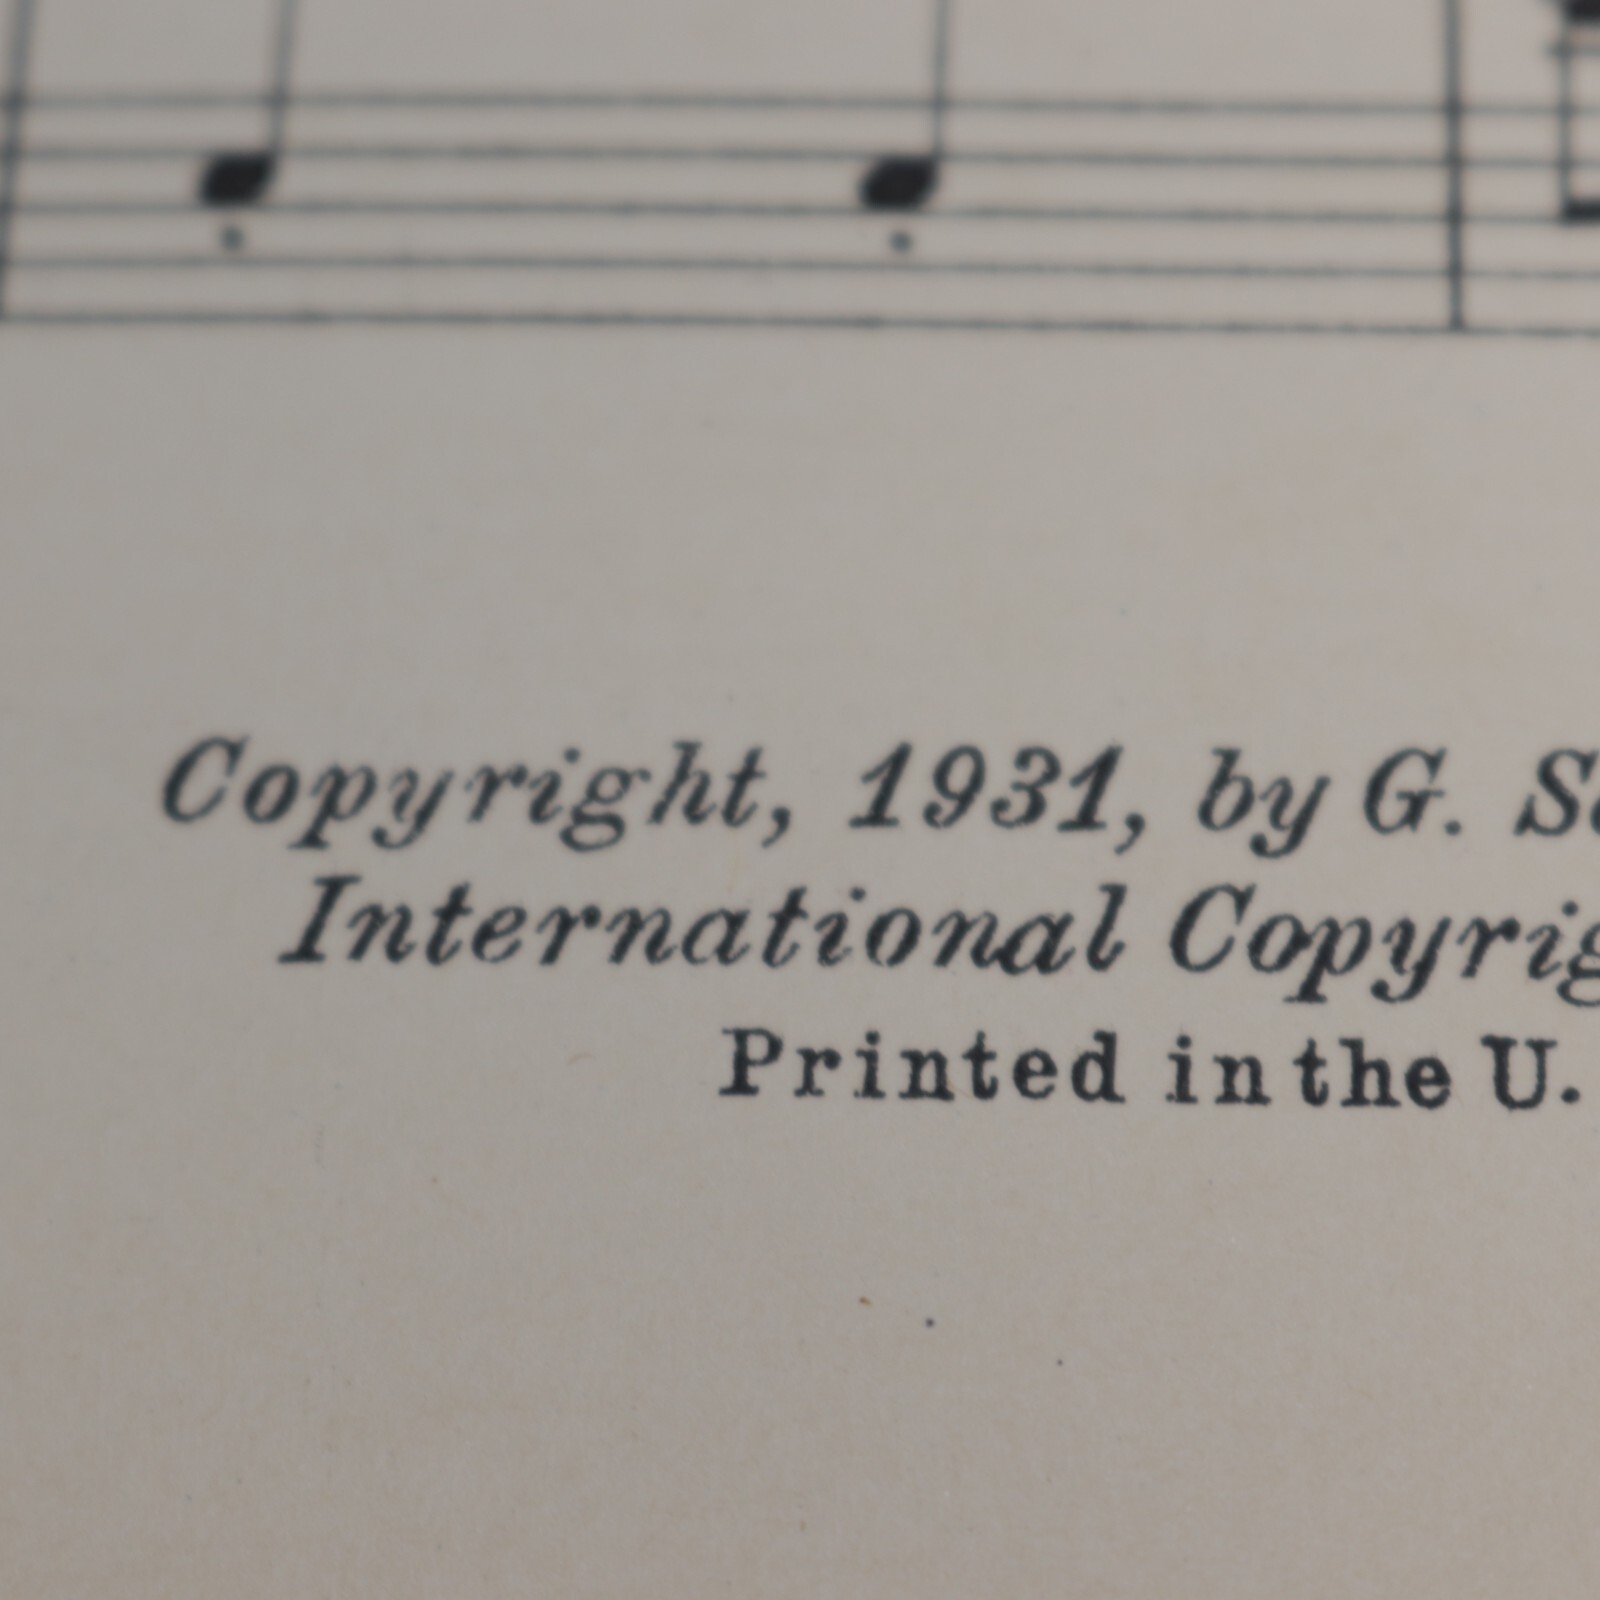 Copyright, 1931, by G. S
International Copyrig
Printed in the U.